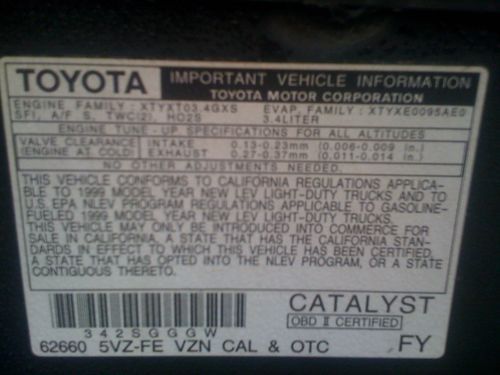 TOYOTA
IMPORTANT VEHICLE INFORMATION
TOYOTA MOTOR CORPORATION
ENGINE FAMILY : XTYXT03.4GXS EVAP. FAMILY : XTYXE0095AE0
SFI, A/F S, TWC(2), HO2S 3.4LITER
ENGINE TUNE-UP SPECIFICATIONS FOR ALL ALTITUDES
VALVE CLEARANCE INTAKE 0.13-0.23mm (0.006-0.009 in.)
(ENGINE AT COLD) EXHAUST 0.27-0.37mm (0.011-0.014 in.)
NO OTHER ADJUSTMENTS NEEDED.
THIS VEHICLE CONFORMS TO CALIFORNIA REGULATIONS APPLICA-
BLE TO 1999 MODEL YEAR NEW LEV LIGHT-DUTY TRUCKS AND TO
U.S.EPA NLEV PROGRAM REGULATIONS APPLICABLE TO GASOLINE-
FUELED 1999 MODEL YEAR NEW LEV LIGHT-DUTY TRUCKS.
THIS VEHICLE MAY ONLY BE INTRODUCED INTO COMMERCE FOR
SALE IN CALIFORNIA, A STATE THAT HAS THE CALIFORNIA STAN-
DARDS IN EFFECT TO WHICH THIS VEHICLE HAS BEEN CERTIFIED,
A STATE THAT HAS OPTED INTO THE NLEV PROGRAM, OR A STATE
CONTIGUOUS THERETO.
342SGGGW
CATALYST
OBD II CERTIFIED
62660 5VZ-FE VZN CAL & OTC FY